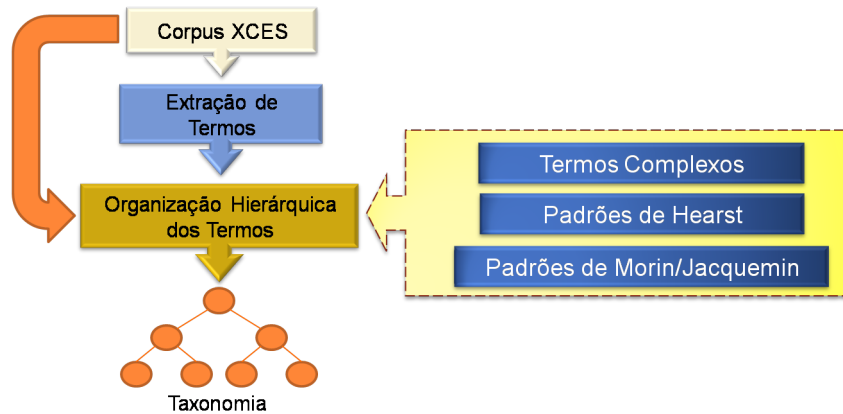 Corpus XCES
Extração de
Termos
Organização Hierárquica
dos Termos
Termos Complexos
Padrões de Hearst
Padrões de Morin/Jacquemin
Taxonomia